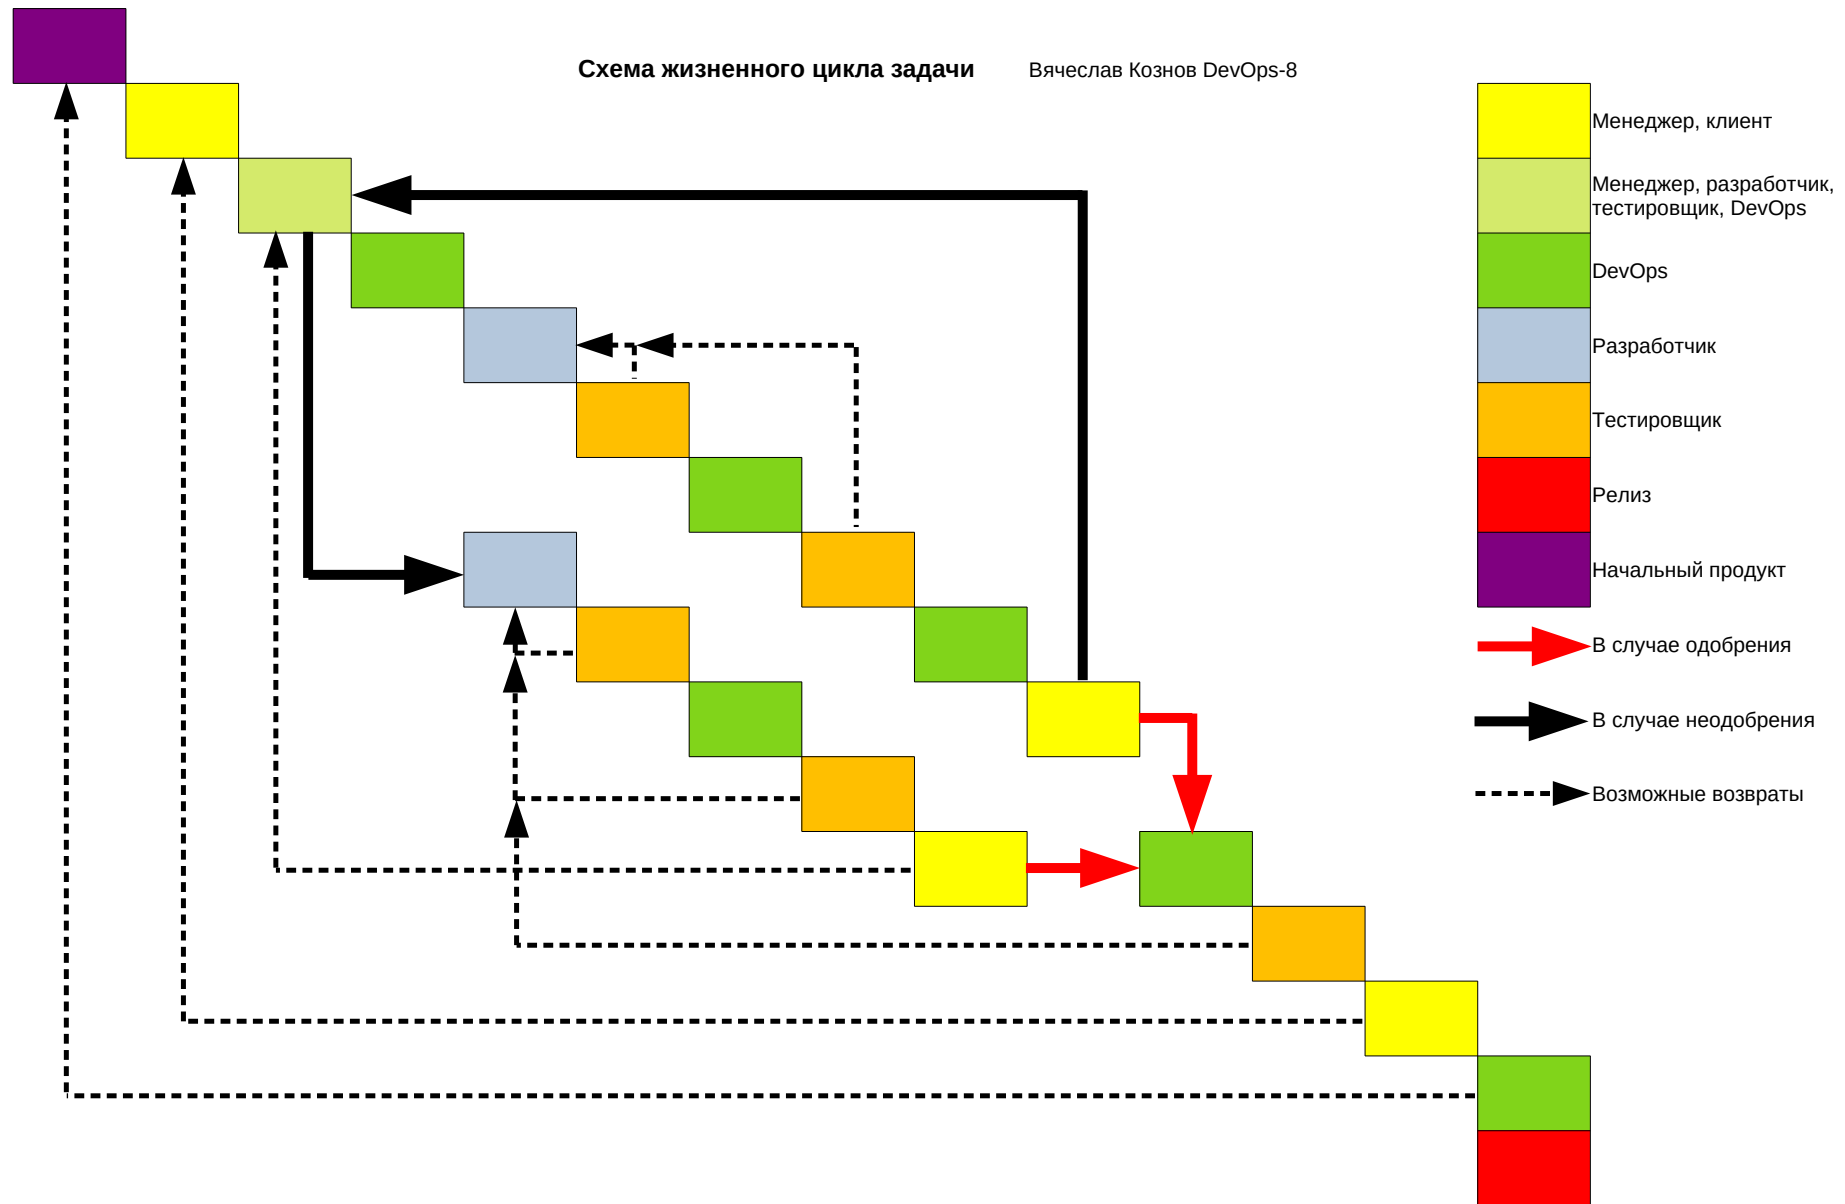 Схема жизненного цикла задачи Вячеслав Кознов DevOps-8
Менеджер, клиент
Менеджер, разработчик,
тестировщик, DevOps
DevOps
Разработчик
Тестировщик
Релиз
Начальный продукт
В случае одобрения
В случае неодобрения
Возможные возвраты